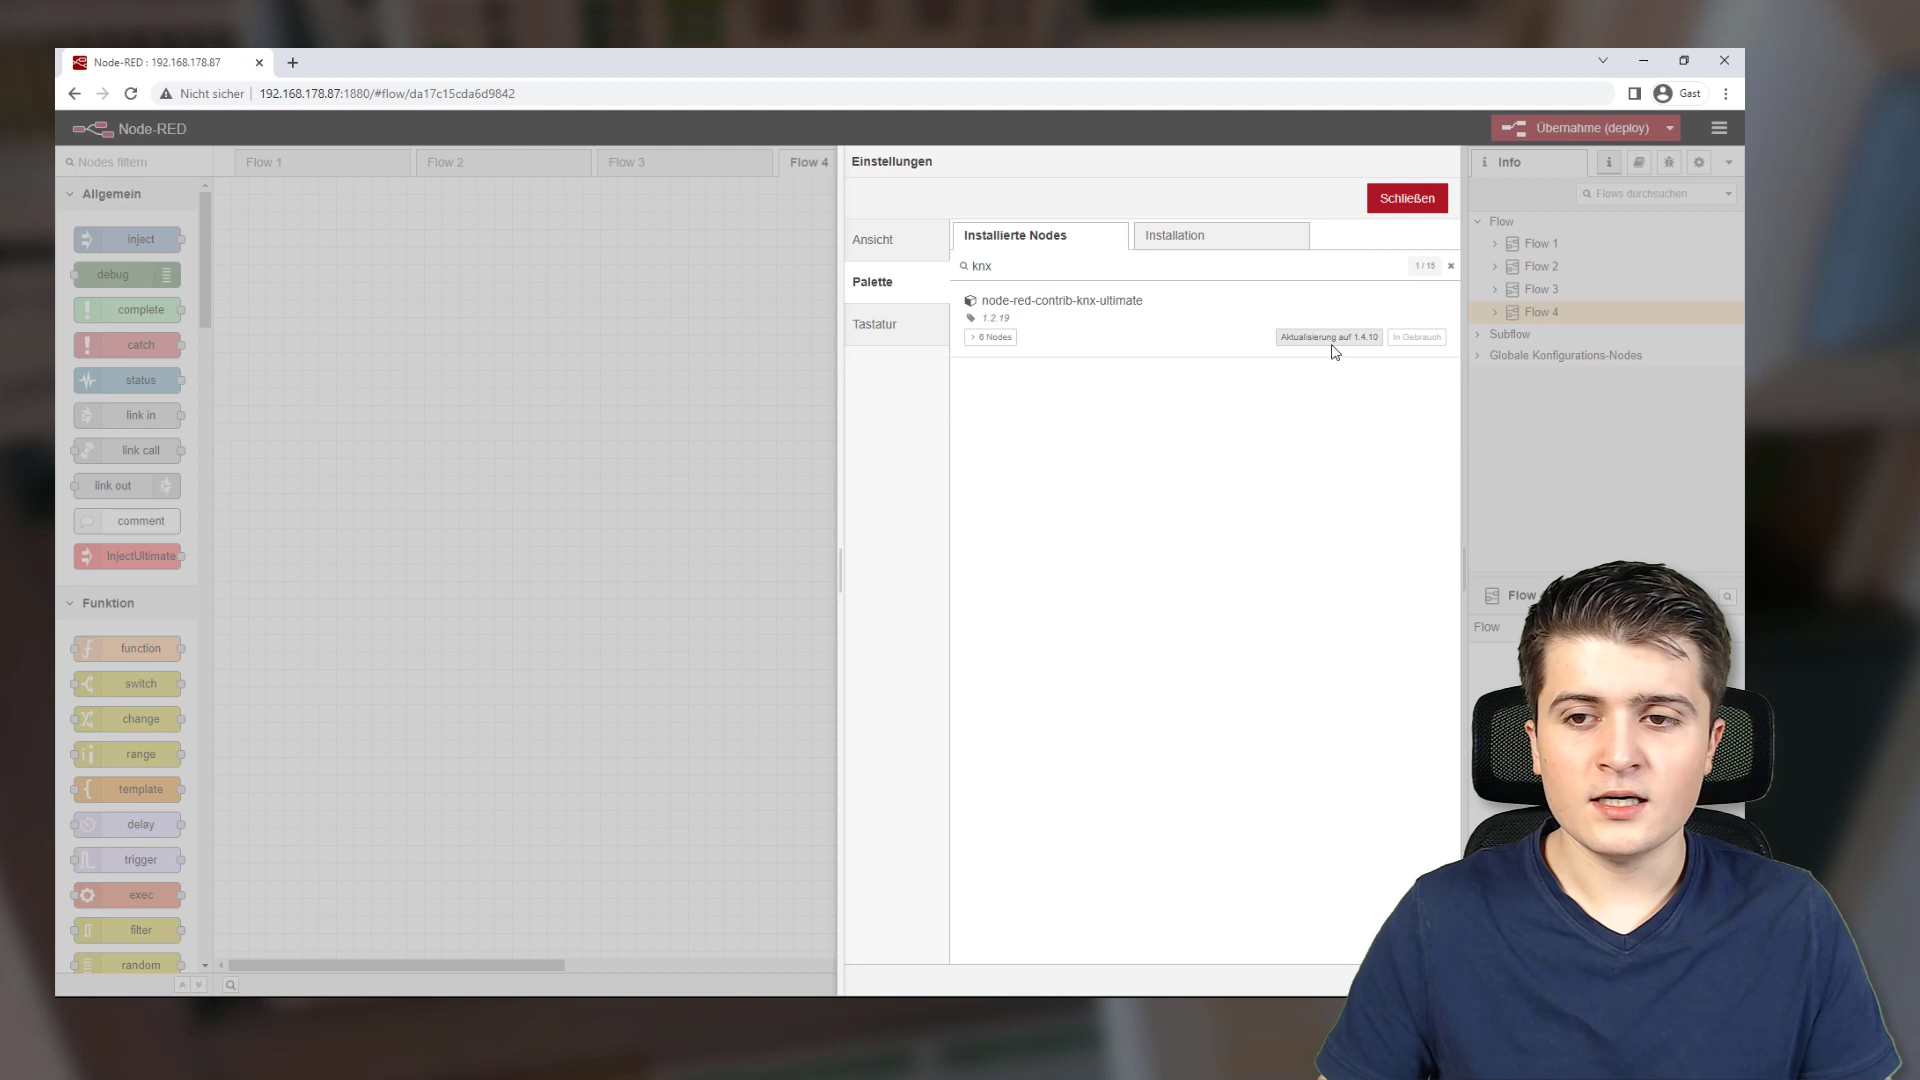 Node-RED : 192.168.178.87
Nicht sicher
192.168.178.87:1880/#flow/da17c15cda6d9842
Gast
Node-RED
Übernahme (deploy)
Nodes filtern
Flow 1
Flow 2
Flow 3
Flow 4
Einstellungen
Info
Schließen
Flows durchsuchen
Allgemein
inject
debug
complete
catch
status
link in
link call
link out
comment
InjectUltimate
Funktion
function
switch
change
range
template
delay
trigger
exec
filter
random
Ansicht
Palette
Tastatur
Installierte Nodes
Installation
knx
1 / 15
node-red-contrib-knx-ultimate
1.2.19
6 Nodes
Aktualisierung auf 1.4.10
In Gebrauch
Flow
Flow 1
Flow 2
Flow 3
Flow 4
Subflow
Globale Konfigurations-Nodes
Flow
Flow